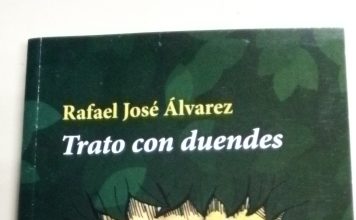 Rafael José Álvarez
Trato con duendes